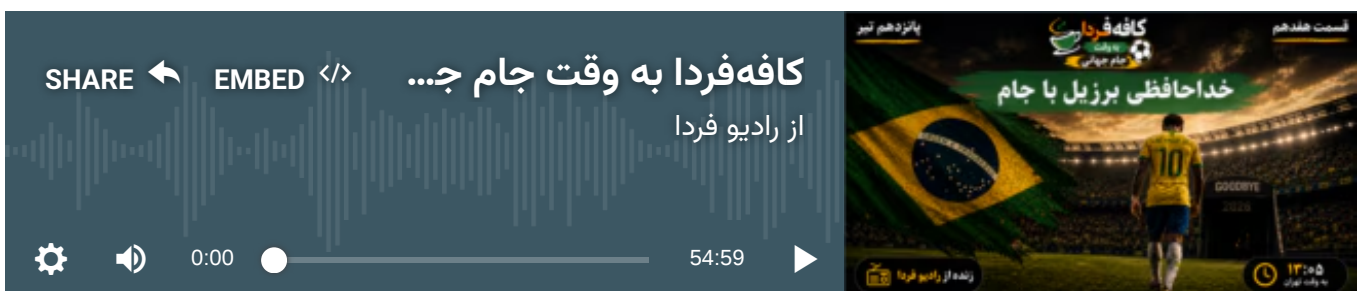 SHARE
EMBED </>
کافه‌فردا به وقت جام ج...
از رادیو فردا
0:00
54:59
پانزدهم تیر
کافه‌فردا
به وقت
جام جهانی
قسمت هفدهم
خداحافظی برزیل با جام
10
GOODBYE
2026
زنده از رادیو فردا
۱۳:۰۵
به وقت تهران